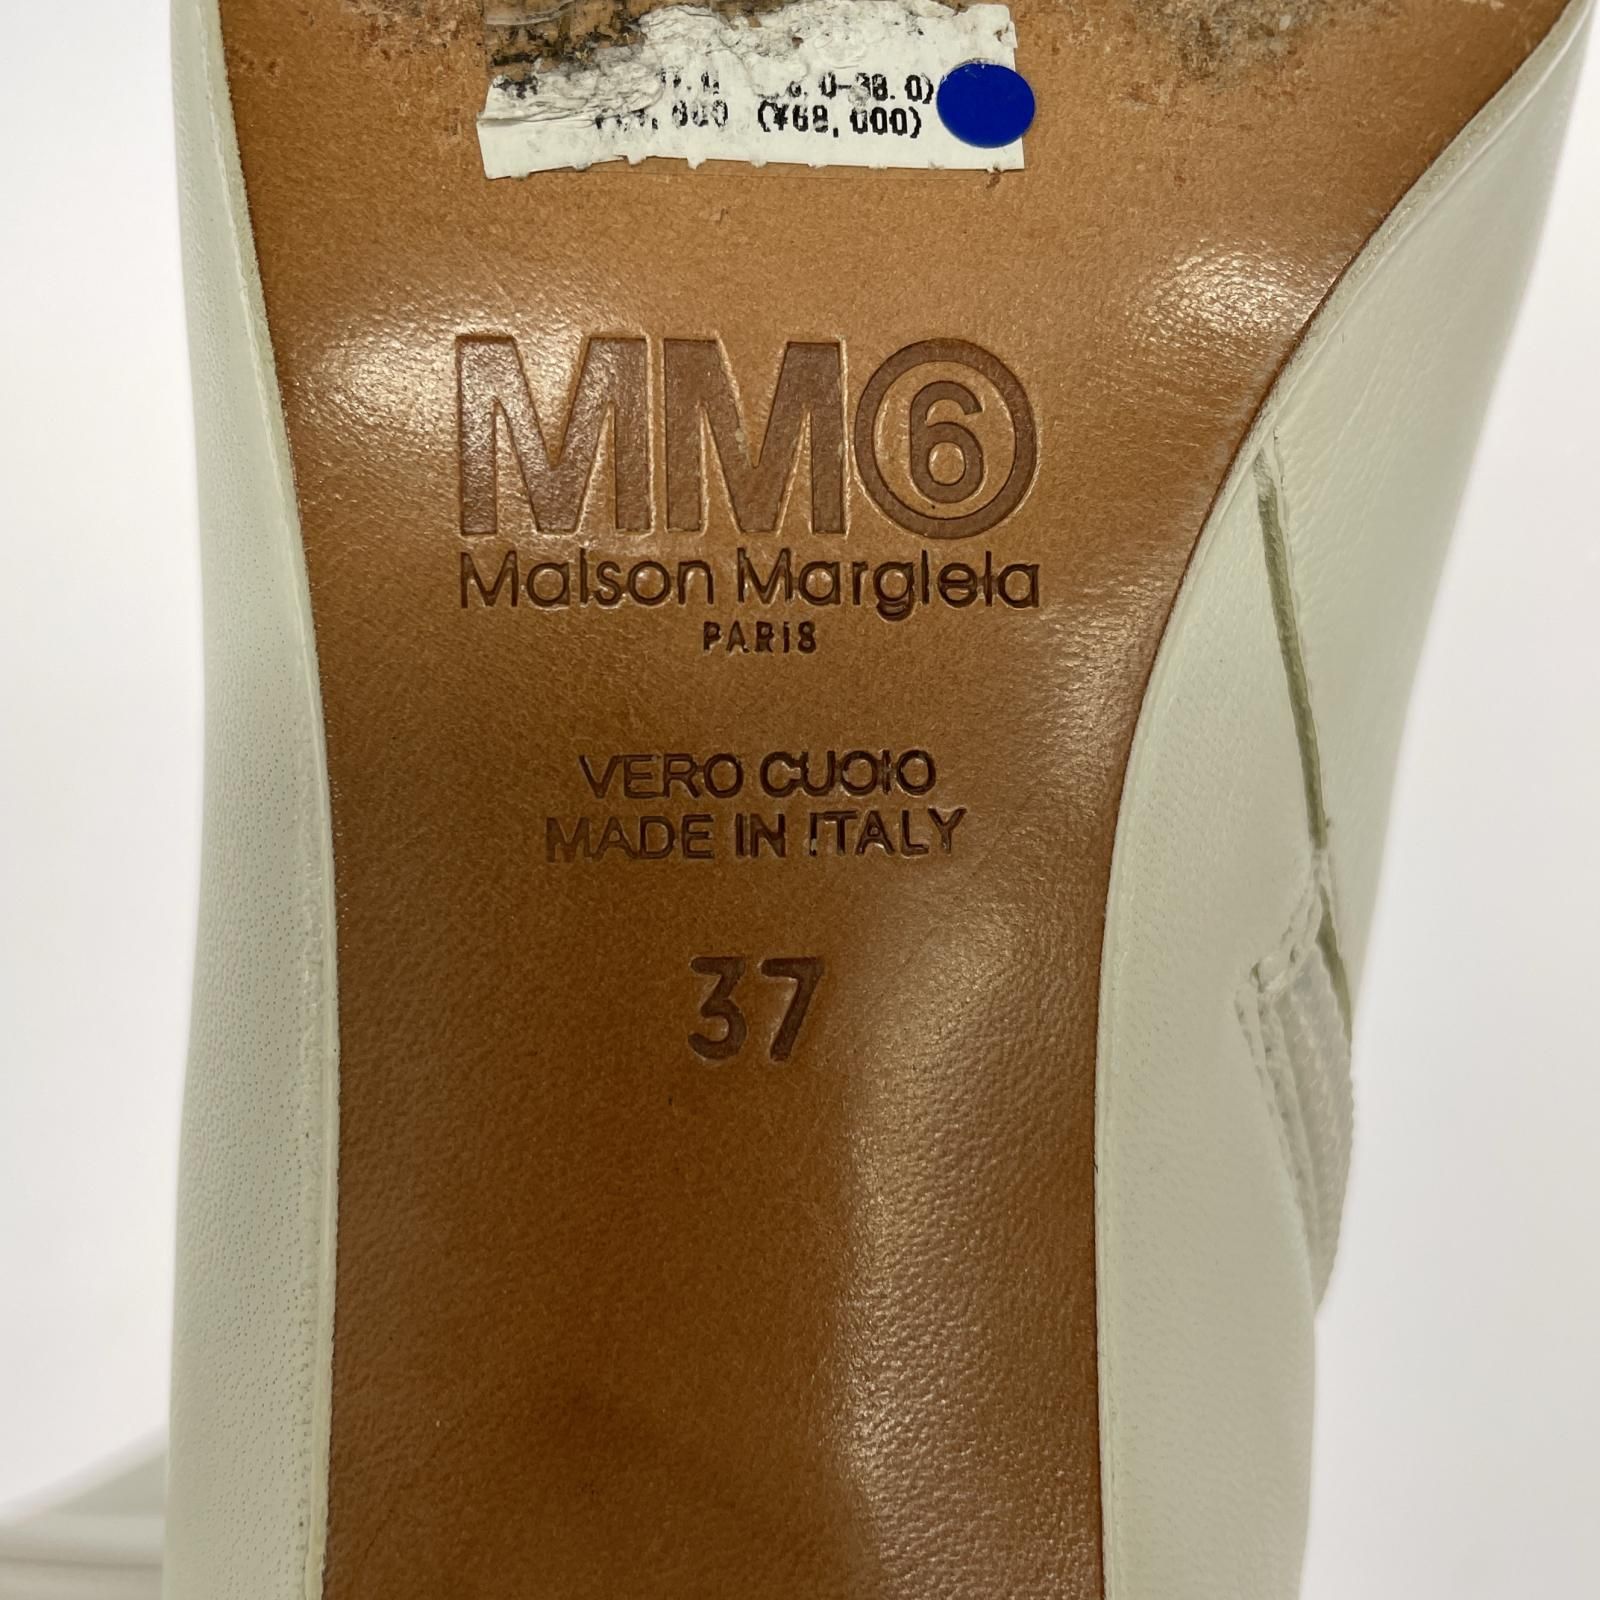 (¥68,000)
MM⑥
Maison Margiela
PARIS
VERO CUOIO
MADE IN ITALY
37